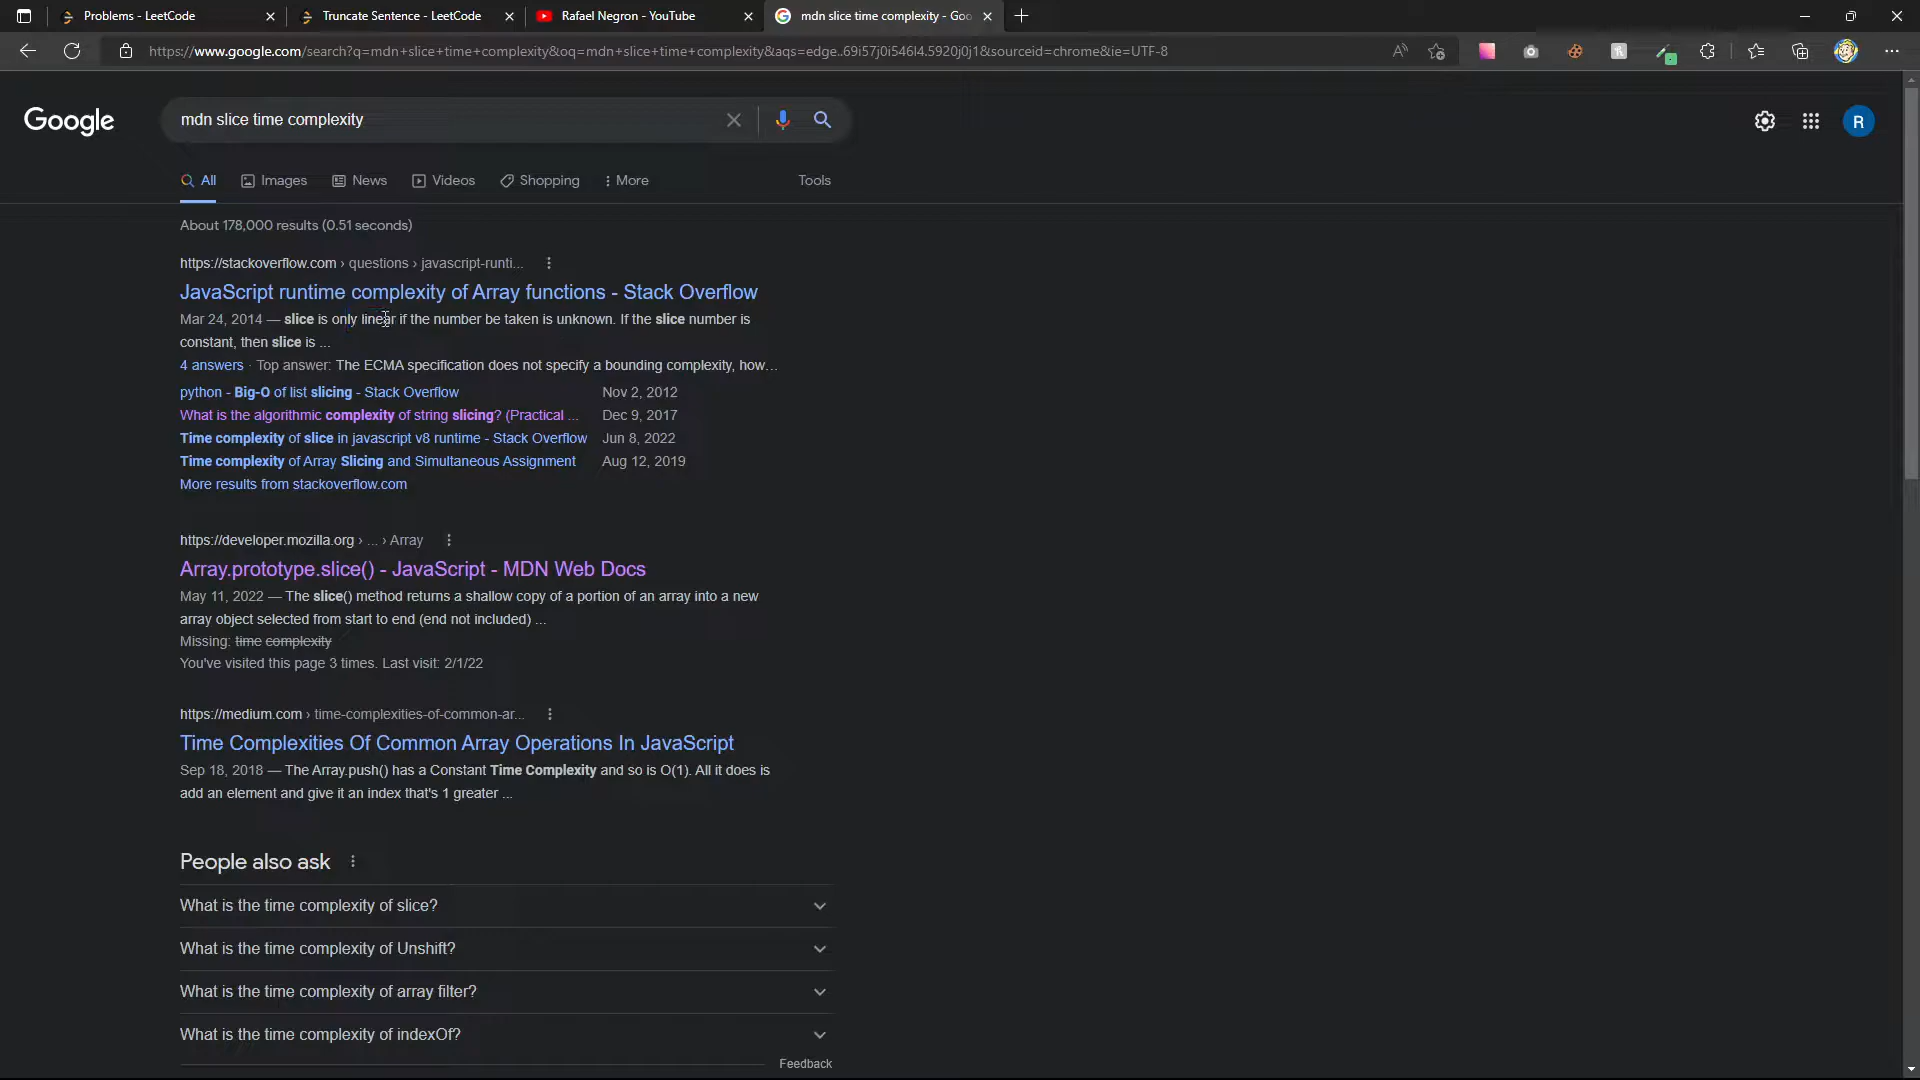 Problems - LeetCode
Truncate Sentence - LeetCode
Rafael Negron - YouTube
mdn slice time complexity - Goo
https://www.google.com/search?q=mdn+slice+time+complexity&oq=mdn+slice+time+complexity&aqs=edge..69i57j0i546l4.5920j0j1&sourceid=chrome&ie=UTF-8
Google
mdn slice time complexity
R
All
Images
News
Videos
Shopping
More
Tools
About 178,000 results (0.51 seconds)
https://stackoverflow.com › questions › javascript-runti...
JavaScript runtime complexity of Array functions - Stack Overflow
Mar 24, 2014 — slice is only linear if the number be taken is unknown. If the slice number is
constant, then slice is ...
4 answers · Top answer: The ECMA specification does not specify a bounding complexity, how...
python - Big-O of list slicing - Stack Overflow Nov 2, 2012
What is the algorithmic complexity of string slicing? (Practical ... Dec 9, 2017
Time complexity of slice in javascript v8 runtime - Stack Overflow Jun 8, 2022
Time complexity of Array Slicing and Simultaneous Assignment Aug 12, 2019
More results from stackoverflow.com
https://developer.mozilla.org › ... › Array
Array.prototype.slice() - JavaScript - MDN Web Docs
May 11, 2022 — The slice() method returns a shallow copy of a portion of an array into a new
array object selected from start to end (end not included) ...
Missing: time complexity
You've visited this page 3 times. Last visit: 2/1/22
https://medium.com › time-complexities-of-common-ar...
Time Complexities Of Common Array Operations In JavaScript
Sep 18, 2018 — The Array.push() has a Constant Time Complexity and so is O(1). All it does is
add an element and give it an index that's 1 greater ...
People also ask
What is the time complexity of slice?
What is the time complexity of Unshift?
What is the time complexity of array filter?
What is the time complexity of indexOf?
Feedback